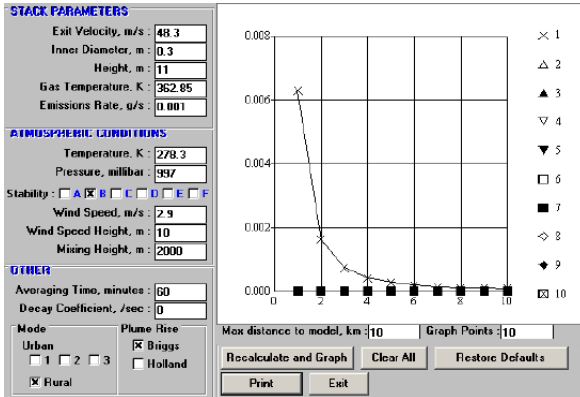 STACK PARAMETERS
Exit Velocity, m/s : 48.3
Inner Diameter, m : 0.3
Height, m : 11
Gas Temperature, K : 362.85
Emissions Rate, g/s : 0.001
ATMOSPHERIC CONDITIONS
Temperature, K : 278.3
Pressure, millibar : 997
Stability : A B C D E F
Wind Speed, m/s : 2.9
Wind Speed Height, m : 10
Mixing Height, m : 2000
OTHER
Averaging Time, minutes : 60
Decay Coefficient, /sec : 0
Mode
Urban
1 2 3
Rural
Plume Rise
Briggs
Holland
0.008
0.006
0.004
0.002
0.000
0 2 4 6 8 10
1
2
3
4
5
6
7
8
9
10
Max distance to model, km : 10 Graph Points : 10
Recalculate and Graph Clear All Restore Defaults
Print Exit